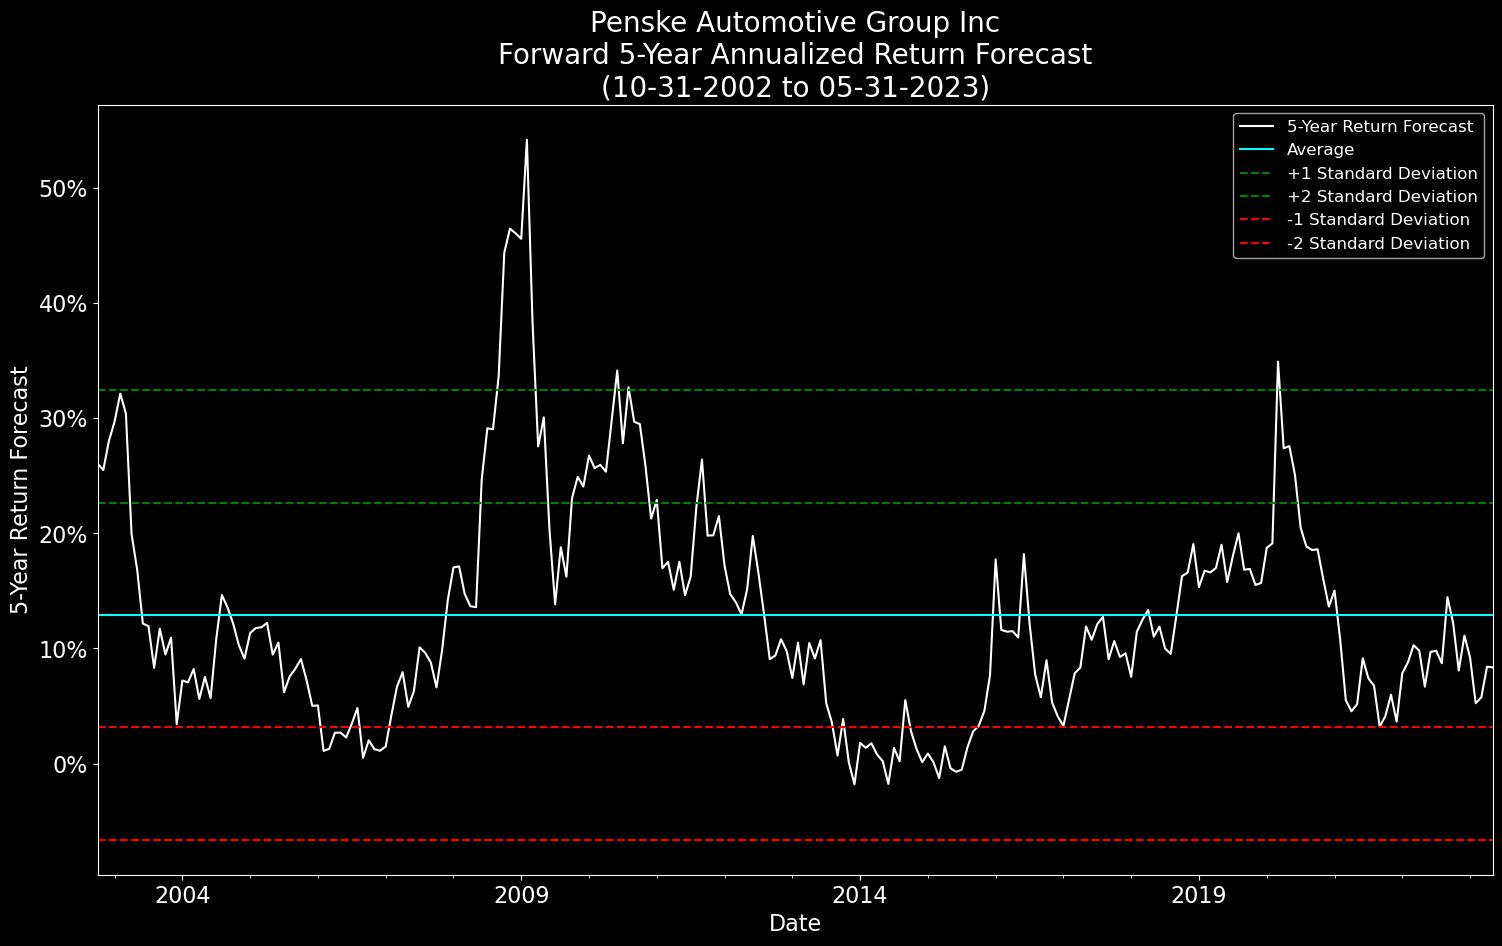 Penske Automotive Group Inc
Forward 5-Year Annualized Return Forecast
(10-31-2002 to 05-31-2023)
5-Year Return Forecast
Average
+1 Standard Deviation
+2 Standard Deviation
-1 Standard Deviation
-2 Standard Deviation
5-Year Return Forecast
50%
40%
30%
20%
10%
0%
2004
2009
2014
2019
Date